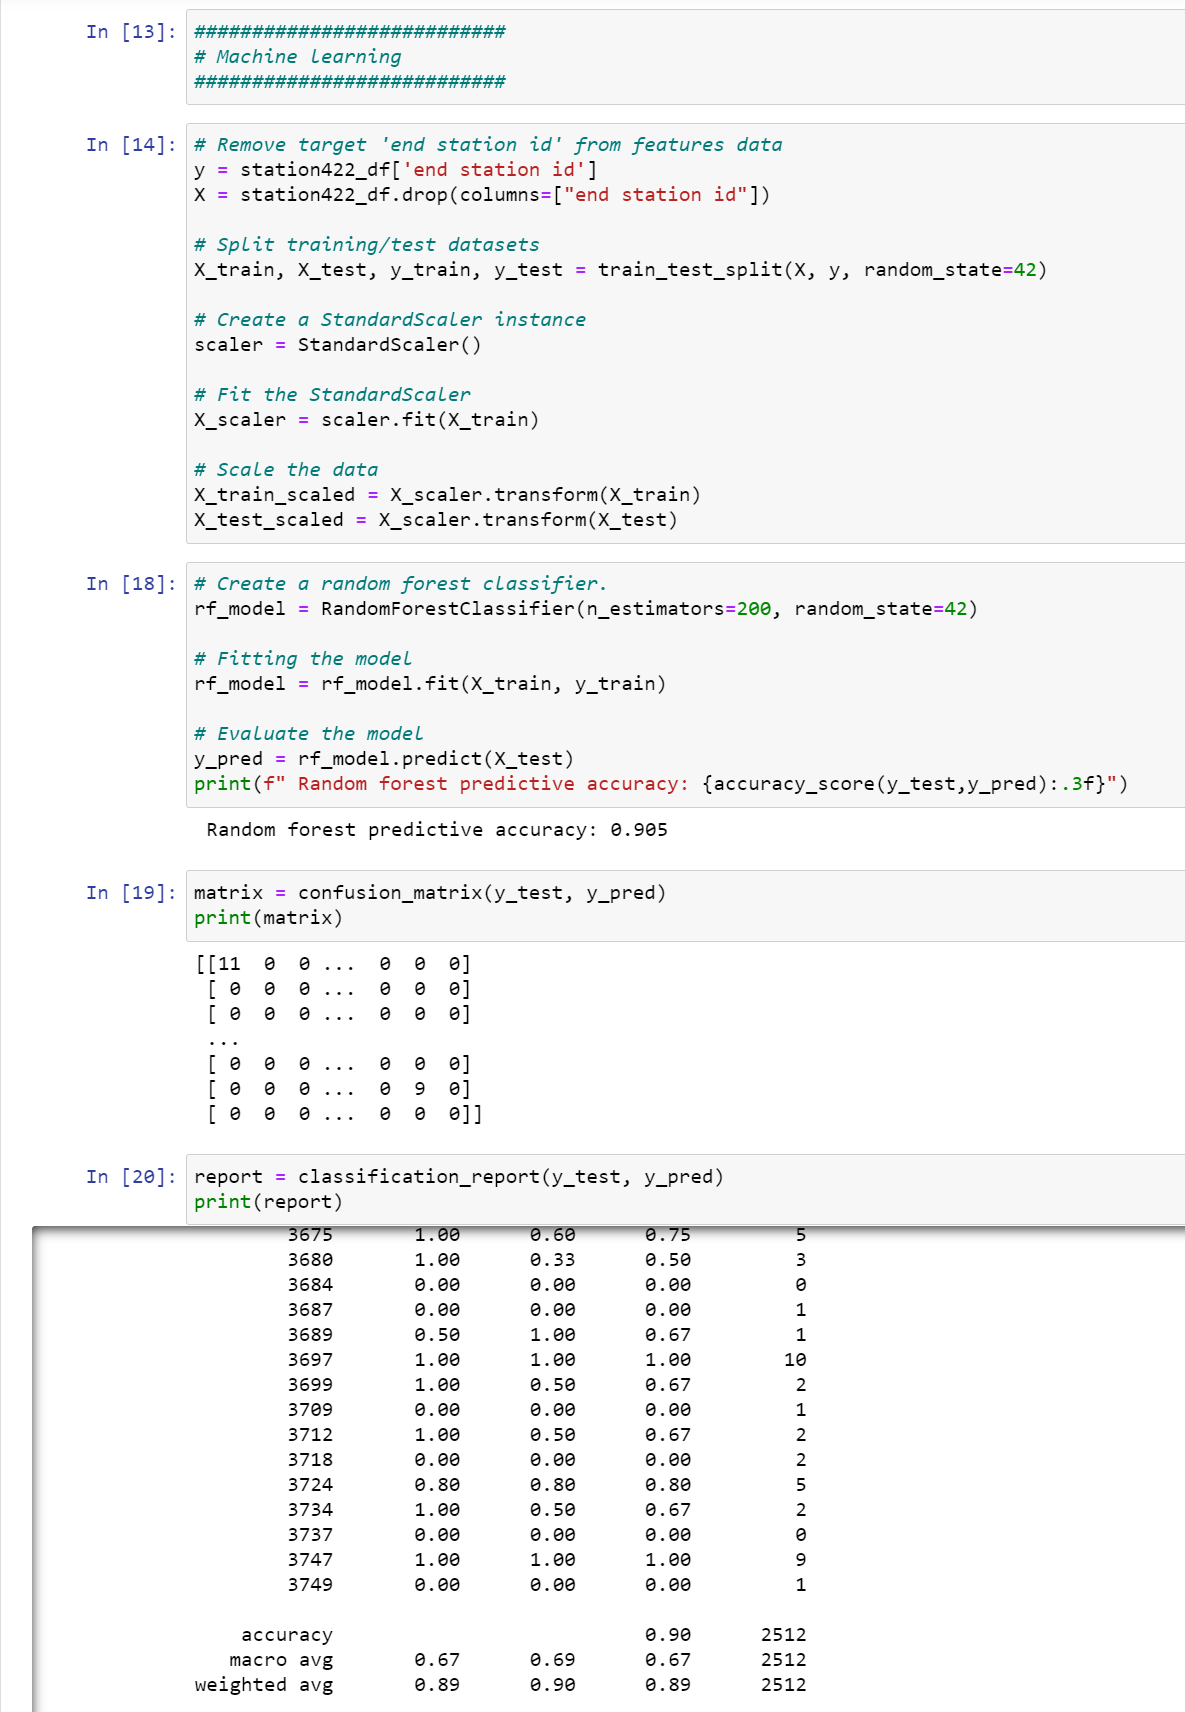 In [13]: ###########################
# Machine learning
###########################
In [14]: # Remove target 'end station id' from features data
y = station422_df['end station id']
X = station422_df.drop(columns=["end station id"])
# Split training/test datasets
X_train, X_test, y_train, y_test = train_test_split(X, y, random_state=42)
# Create a StandardScaler instance
scaler = StandardScaler()
# Fit the StandardScaler
X_scaler = scaler.fit(X_train)
# Scale the data
X_train_scaled = X_scaler.transform(X_train)
X_test_scaled = X_scaler.transform(X_test)
In [18]: # Create a random forest classifier.
rf_model = RandomForestClassifier(n_estimators=200, random_state=42)
# Fitting the model
rf_model = rf_model.fit(X_train, y_train)
# Evaluate the model
y_pred = rf_model.predict(X_test)
print(f" Random forest predictive accuracy: {accuracy_score(y_test,y_pred):.3f}")
Random forest predictive accuracy: 0.905
In [19]: matrix = confusion_matrix(y_test, y_pred)
print(matrix)
[[11  0  0 ...  0  0  0]
[ 0  0  0 ...  0  0  0]
[ 0  0  0 ...  0  0  0]
...
[ 0  0  0 ...  0  0  0]
[ 0  0  0 ...  0  9  0]
[ 0  0  0 ...  0  0  0]]
In [20]: report = classification_report(y_test, y_pred)
print(report)
3675 1.00 0.60 0.75 5
3680 1.00 0.33 0.50 3
3684 0.00 0.00 0.00 0
3687 0.00 0.00 0.00 1
3689 0.50 1.00 0.67 1
3697 1.00 1.00 1.00 10
3699 1.00 0.50 0.67 2
3709 0.00 0.00 0.00 1
3712 1.00 0.50 0.67 2
3718 0.00 0.00 0.00 2
3724 0.80 0.80 0.80 5
3734 1.00 0.50 0.67 2
3737 0.00 0.00 0.00 0
3747 1.00 1.00 1.00 9
3749 0.00 0.00 0.00 1
accuracy 0.90 2512
macro avg 0.67 0.69 0.67 2512
weighted avg 0.89 0.90 0.89 2512